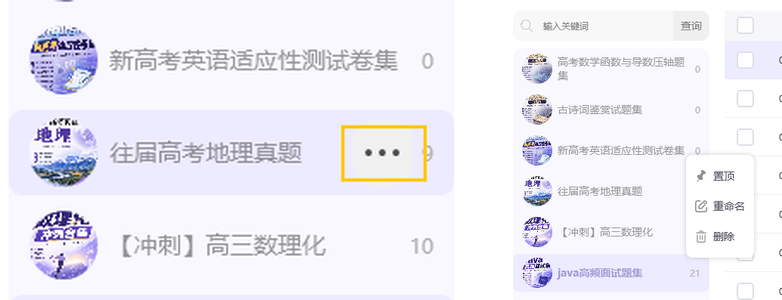 新高考英语适应性测试卷集 0
往届高考地理真题 9
【冲刺】高三数理化 10
输入关键词 查询
高考数学函数与导数压轴题
集 0
古诗词鉴赏试题集 0
新高考英语适应性测试卷集 0
往届高考地理真题
【冲刺】高三数理化
java高频面试题集 21
置顶
重命名
删除